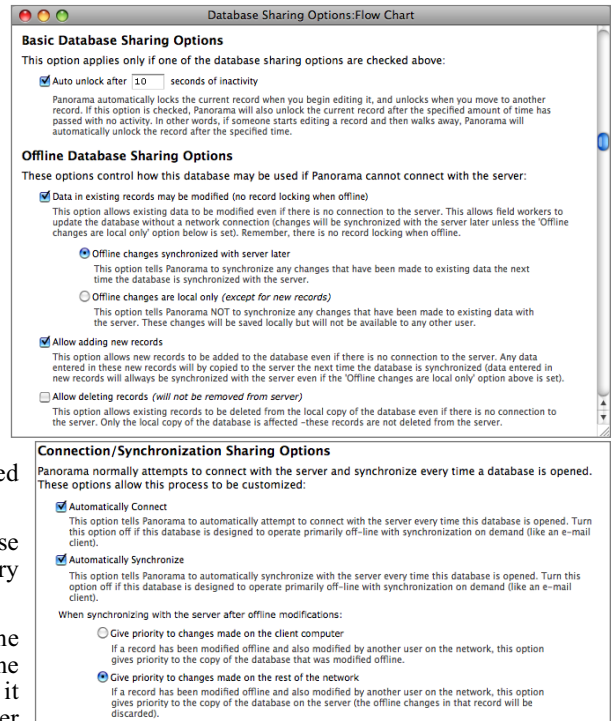 Database Sharing Options:Flow Chart
Basic Database Sharing Options
This option applies only if one of the database sharing options are checked above:
Auto unlock after 10 seconds of inactivity
Panorama automatically locks the current record when you begin editing it, and unlocks when you move to another
record. If this option is checked, Panorama will also unlock the current record after the specified amount of time has
passed with no activity. In other words, if someone starts editing a record and then walks away, Panorama will
automatically unlock the record after the specified time.
Offline Database Sharing Options
These options control how this database may be used if Panorama cannot connect with the server:
Data in existing records may be modified (no record locking when offline)
This option allows existing data to be modified even if there is no connection to the server. This allows field workers to
update the database without a network connection (changes will be synchronized with the server later unless the 'Offline
changes are local only' option below is set). Remember, there is no record locking when offline.
Offline changes synchronized with server later
This option tells Panorama to synchronize any changes that have been made to existing data the next
time the database is synchronized with the server.
Offline changes are local only (except for new records)
This option tells Panorama NOT to synchronize any changes that have been made to existing data with
the server. These changes will be saved locally but will not be available to any other user.
Allow adding new records
This option allows new records to be added to the database even if there is no connection to the server. Any data
entered in these new records will by copied to the server the next time the database is synchronized (data entered in
new records will allways be synchronized with the server even if the 'Offline changes are local only' option above is set).
Allow deleting records (will not be removed from server)
This option allows existing records to be deleted from the local copy of the database even if there is no connection to
the server. Only the local copy of the database is affected –these records are not deleted from the server.
Connection/Synchronization Sharing Options
Panorama normally attempts to connect with the server and synchronize every time a database is opened.
These options allow this process to be customized:
Automatically Connect
This option tells Panorama to automatically attempt to connect with the server every time this database is opened. Turn
this option off if this database is designed to operate primarily off-line with synchronization on demand (like an e-mail
client).
Automatically Synchronize
This option tells Panorama to automatically synchronize with the server every time this database is opened. Turn this
option off if this database is designed to operate primarily off-line with synchronization on demand (like an e-mail
client).
When synchronizing with the server after offline modifications:
Give priority to changes made on the client computer
If a record has been modified offline and also modified by another user on the network, this option
gives priority to the copy of the database that was modified offline.
Give priority to changes made on the rest of the network
If a record has been modified offline and also modified by another user on the network, this option
gives priority to the copy of the database on the server (the offline changes in that record will be
discarded).
ed
se
ry
ne
ne
it
er